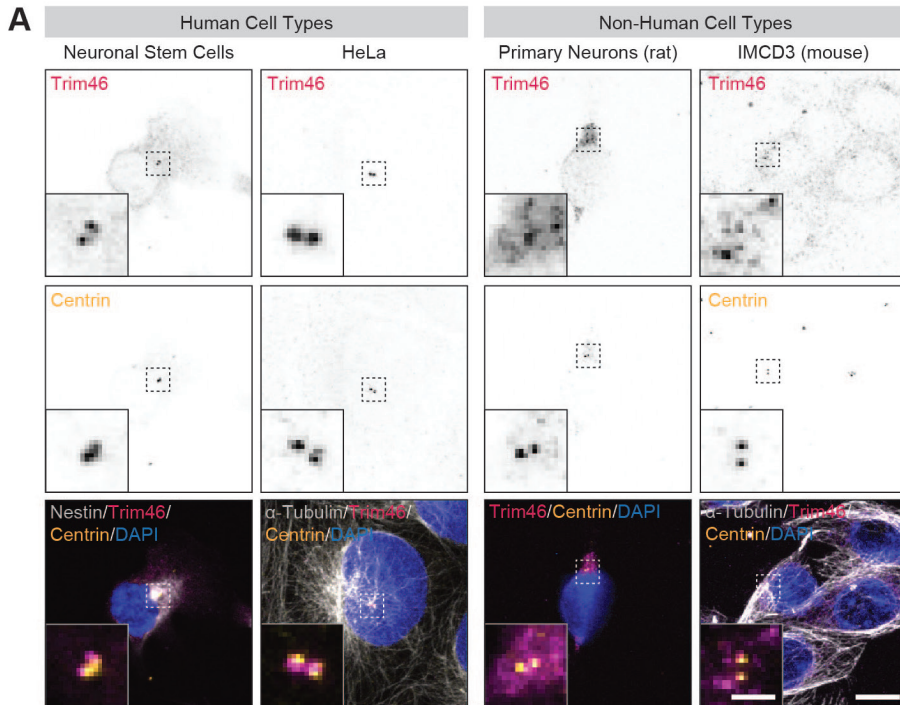 A
Human Cell Types
Non-Human Cell Types
Neuronal Stem Cells
HeLa
Primary Neurons (rat)
IMCD3 (mouse)
Trim46
Trim46
Trim46
Trim46
Centrin
Centrin
Nestin/Trim46/
Centrin/DAPI
α-Tubulin/Trim46/
Centrin/DAPI
Trim46/Centrin/DAPI
α-Tubulin/Trim46/
Centrin/DAPI